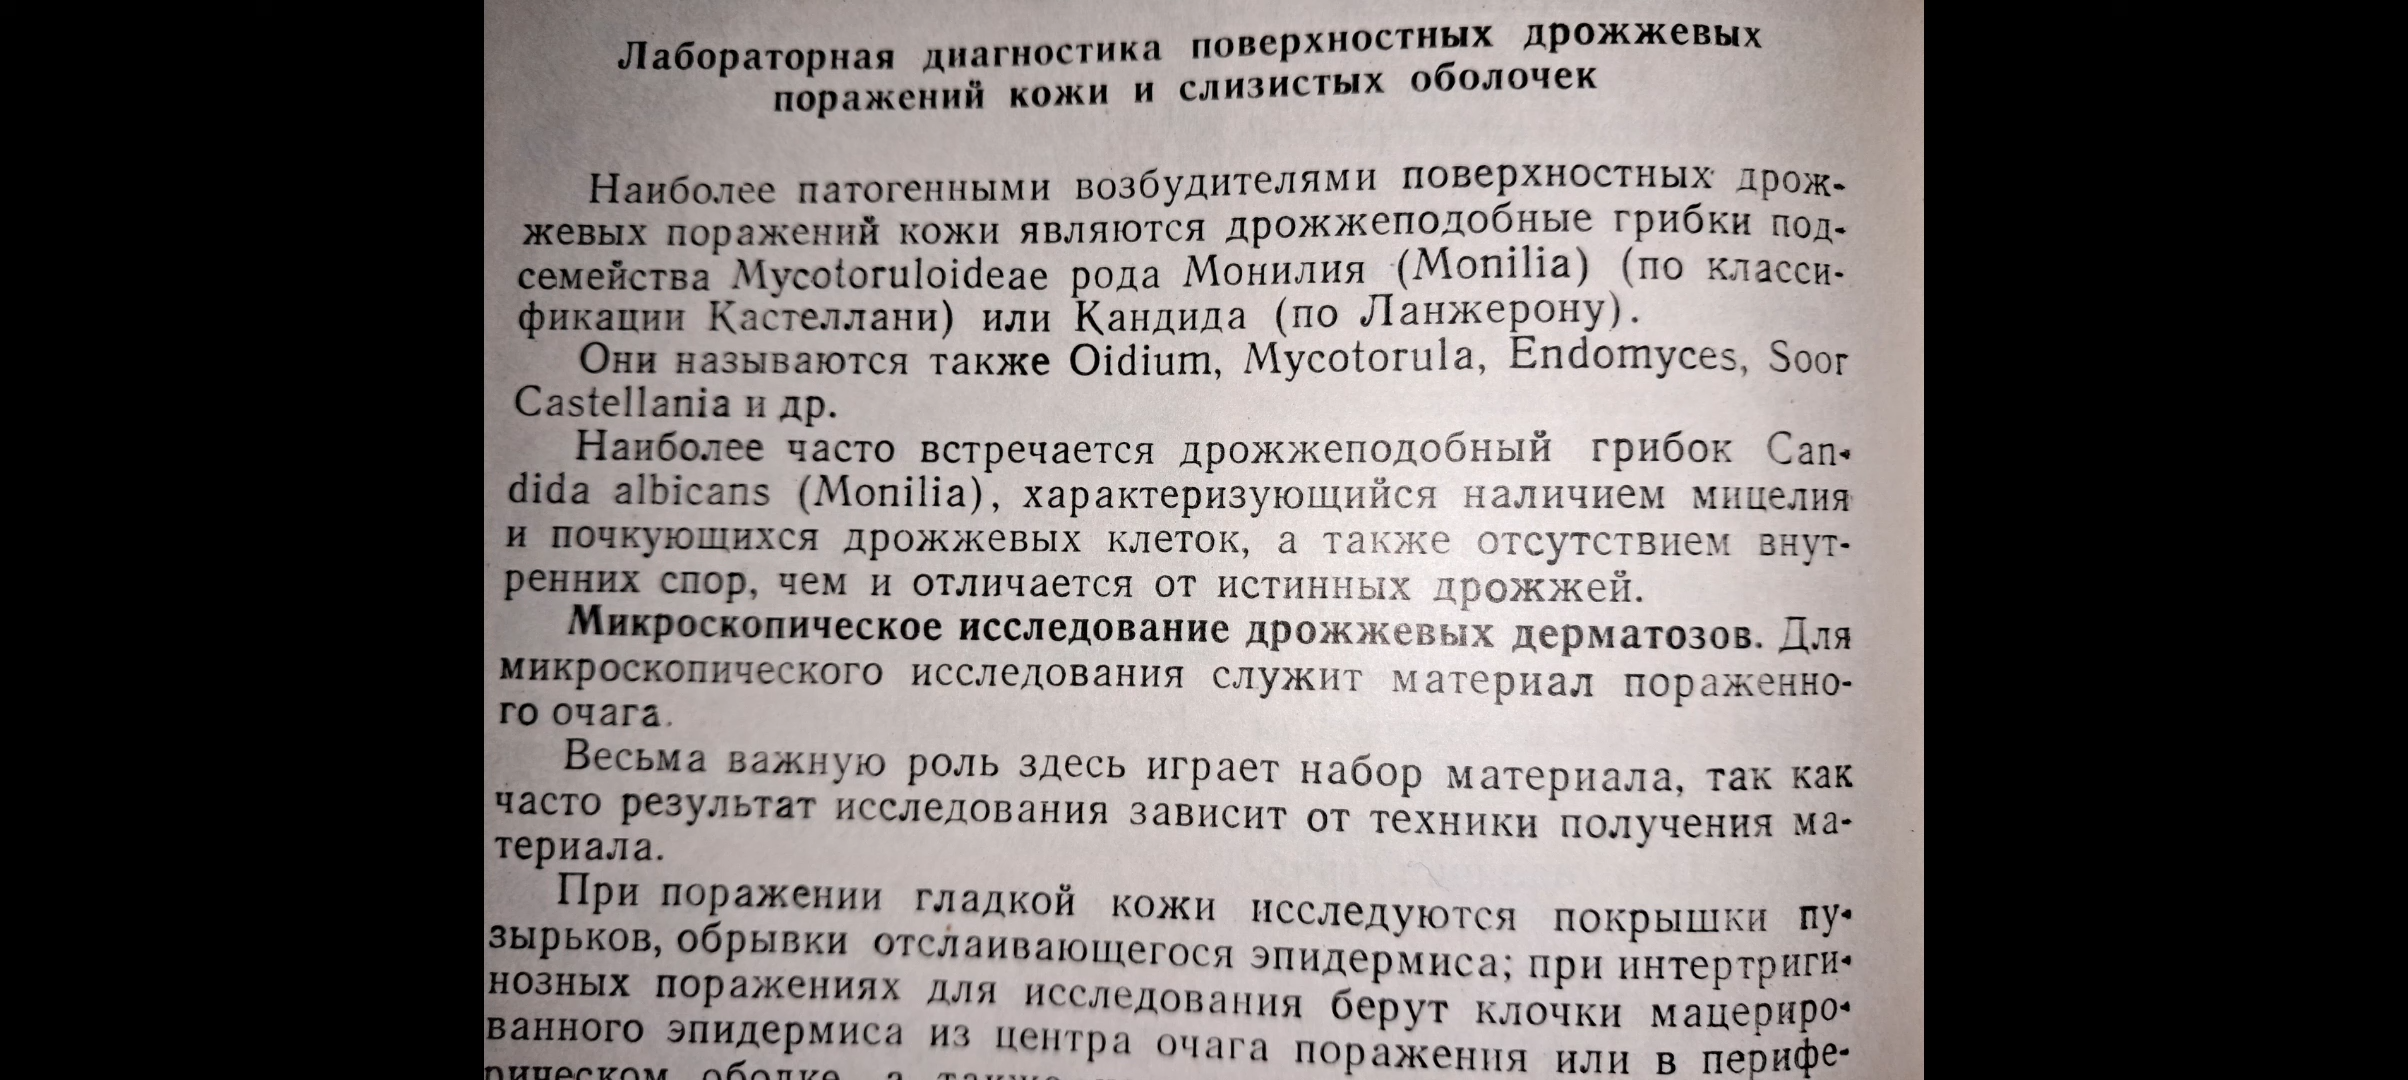 Лабораторная диагностика поверхностных дрожжевых
поражений кожи и слизистых оболочек
Наиболее патогенными возбудителями поверхностных дрож-
жевых поражений кожи являются дрожжеподобные грибки под-
семейства Mycotoruloideae рода Монилия (Monilia) (по класси-
фикации Кастеллани) или Кандида (по Ланжерону).
Они называются также Oidium, Mycotorula, Endomyces, Soor
Castellania и др.
Наиболее часто встречается дрожжеподобный грибок Can-
dida albicans (Monilia), характеризующийся наличием мицелия
и почкующихся дрожжевых клеток, а также отсутствием внут-
ренних спор, чем и отличается от истинных дрожжей.
Микроскопическое исследование дрожжевых дерматозов. Для
микроскопического исследования служит материал пораженно-
го очага.
Весьма важную роль здесь играет набор материала, так как
часто результат исследования зависит от техники получения ма-
териала.
При поражении гладкой кожи исследуются покрышки пу-
зырьков, обрывки отслаивающегося эпидермиса; при интертриги-
нозных поражениях для исследования берут клочки мацериро-
ванного эпидермиса из центра очага поражения или в перифе-
рическом ободке, а также